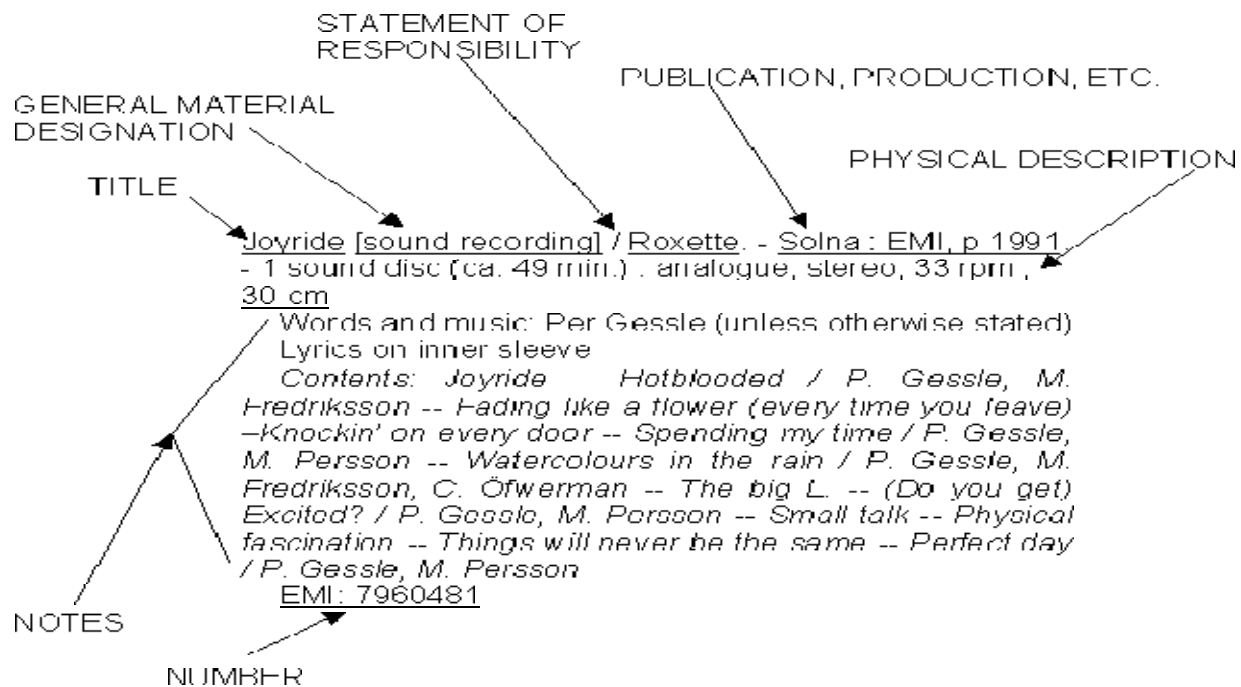 STATEMENT OF
RESPONSIBILITY
PUBLICATION, PRODUCTION, ETC.
GENERAL MATERIAL
DESIGNATION
PHYSICAL DESCRIPTION
TITLE
Joyride [sound recording] / Roxette. - Solna : EMI, p 1991
- 1 sound disc (ca. 49 min.) : analogue, stereo, 33 rpm ;
30 cm
Words and music: Per Gessle (unless otherwise stated)
Lyrics on inner sleeve
Contents: Joyride Hotblooded / P. Gessle, M.
Fredriksson -- Fading like a flower (every time you leave)
–Knockin' on every door -- Spending my time / P. Gessle,
M. Persson -- Watercolours in the rain / P. Gessle, M.
Fredriksson, C. Öfwerman -- The big L. -- (Do you get)
Excited? / P. Gessle, M. Persson -- Small talk -- Physical
fascination -- Things will never be the same -- Perfect day
/ P. Gessle, M. Persson
EMI: 7960481
NOTES
NUMBER